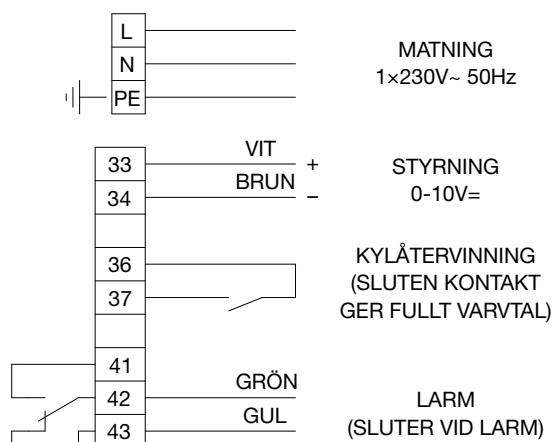 L
N
PE
MATNING
1×230V~ 50Hz
33
34
VIT
+
BRUN
−
STYRNING
0-10V=
36
37
KYLÅTERVINNING
(SLUTEN KONTAKT
GER FULLT VARVTAL)
41
42
43
GRÖN
GUL
LARM
(SLUTER VID LARM)